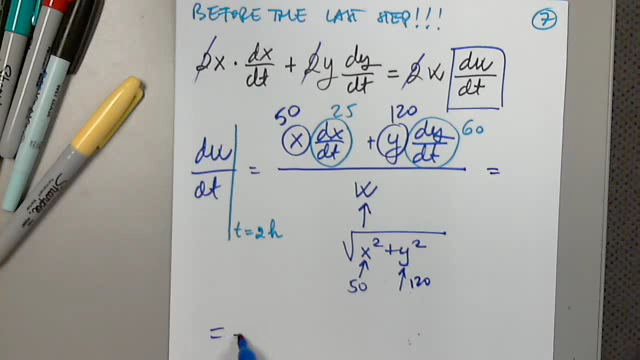 BEFORE THE LAST STEP!!! 7
2x · dx/dt + 2y dy/dt = 2w dw/dt
50 25 120 60
dw/dt | t=2h = (x dx/dt + y dy/dt) / w =
√(x² + y²)
50 120
= -
Sharpie